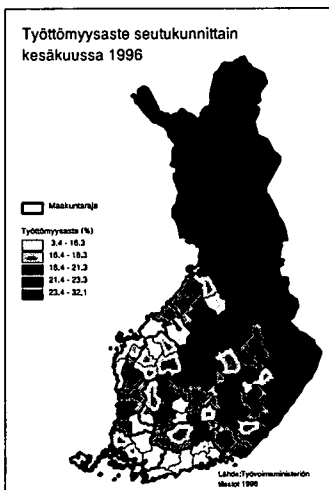 Työttömyysaste seutukunnittain
kesäkuussa 1996
Maakuntaraja
Työttömyysaste (%)
3.4 - 16.3
16.4 - 18.3
18.4 - 21.3
21.4 - 23.3
23.4 - 32.1
Lähde:Työvoimaministeriön
tilastot 1996